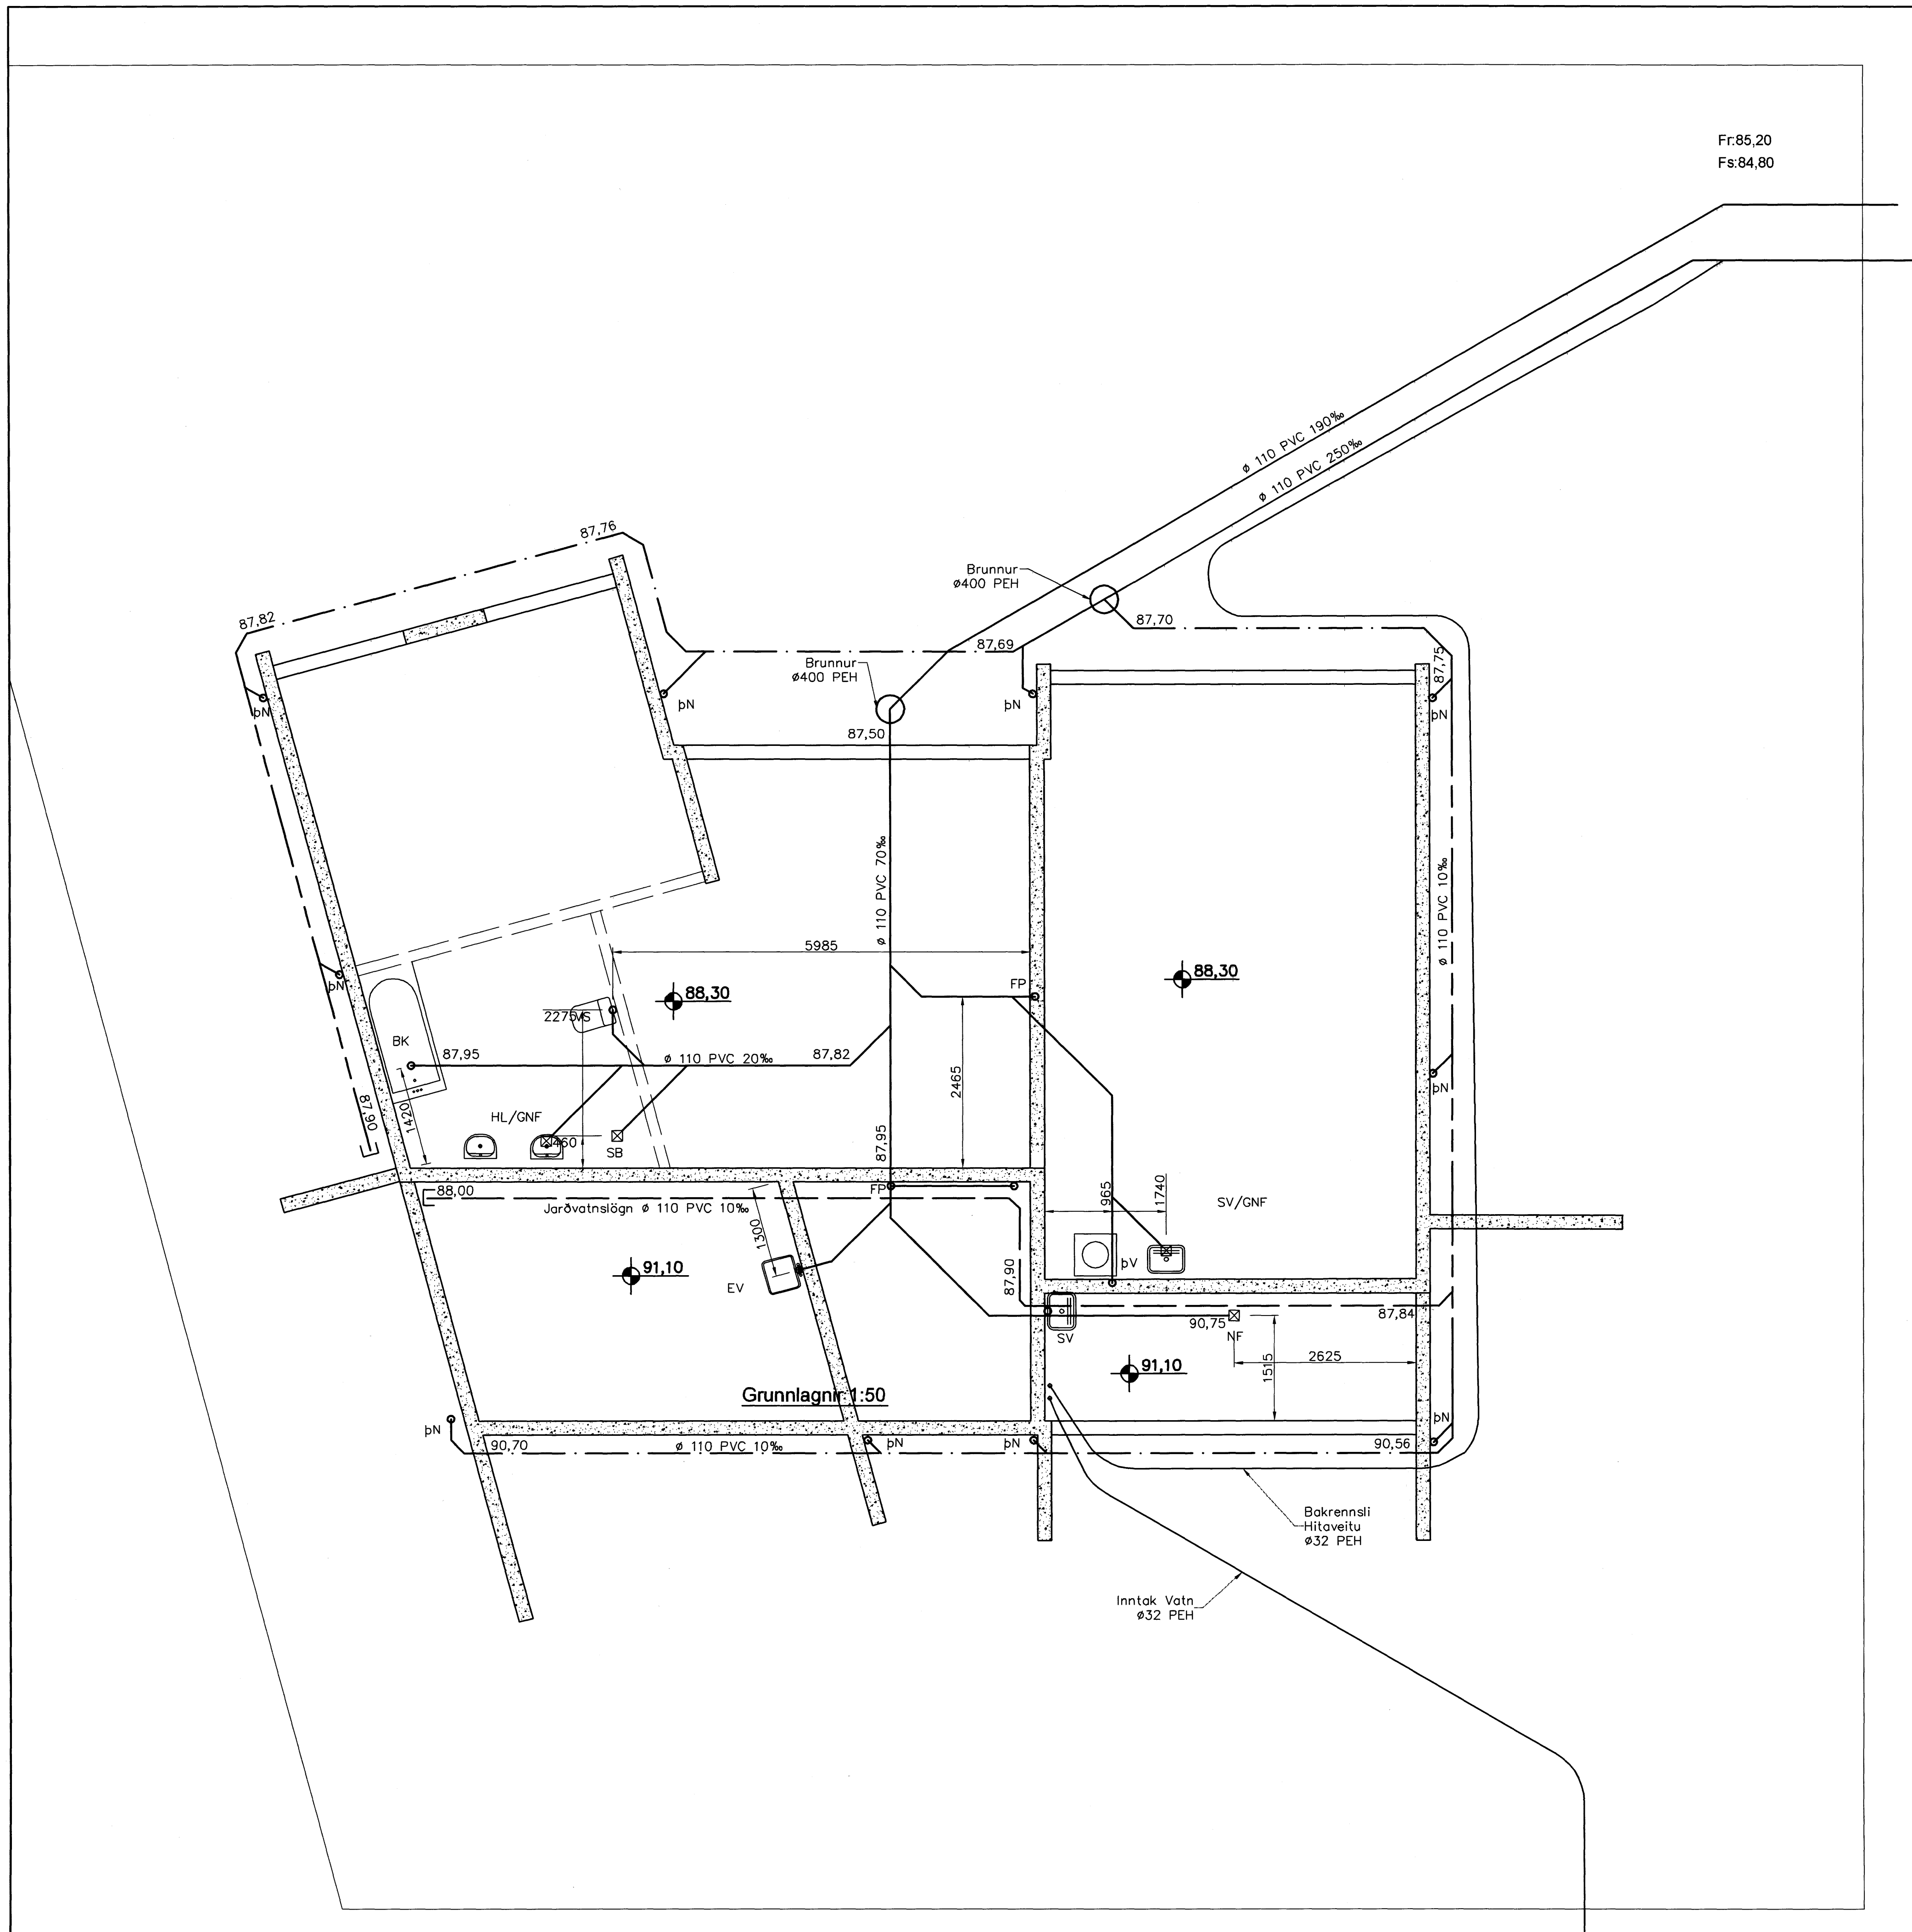 Fr:85,20
Fs:84,80
ø 110 PVC 190‰
ø 110 PVC 250‰
87,76
Brunnur
ø400 PEH
87,82
87,70
87,69
Brunnur
ø400 PEH
87,75
þN
þN
þN
þN
87,50
ø 110 PVC 70‰
ø 110 PVC 10‰
5985
88,30
88,30
FP
þN
2275
VS
BK
87,95
ø 110 PVC 20‰
87,82
2465
þN
87,90
1420
HL/GNF
460
SB
87,95
88,00
FP
965
1740
SV/GNF
Jarðvatnslögn ø 110 PVC 10‰
1300
91,10
EV
87,90
þV
SV
90,75
NF
87,84
91,10
1515
2625
Grunnlagnir 1:50
þN
90,70
ø 110 PVC 10‰
þN
þN
90,56
þN
Bakrennsli
Hitaveitu
ø32 PEH
Inntak Vatn
ø32 PEH